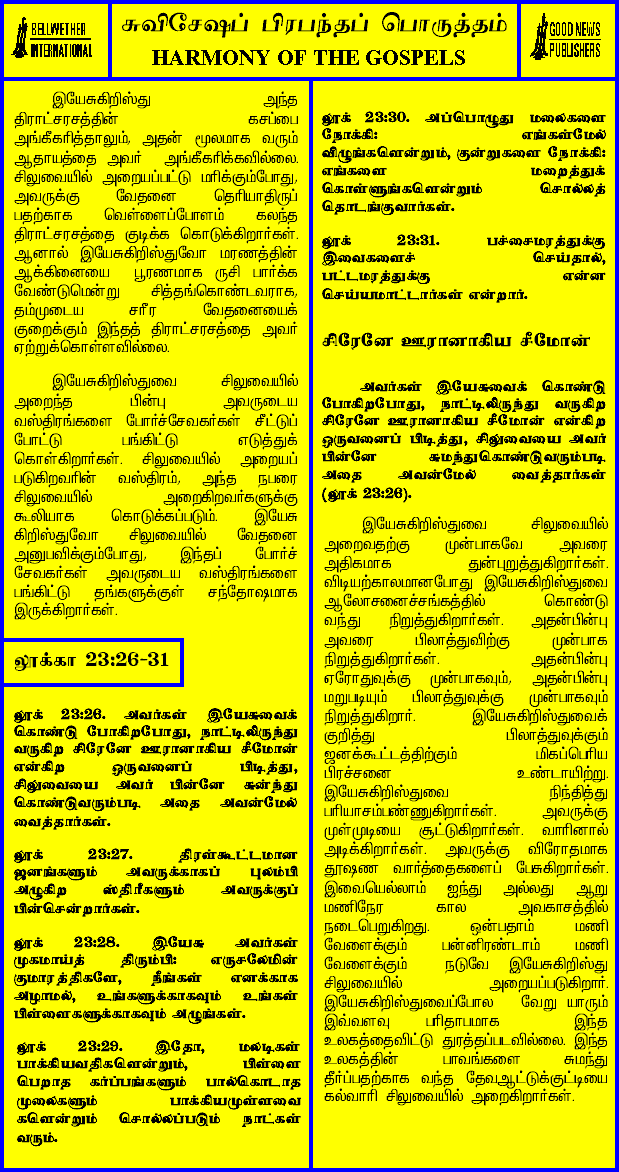 BELLWETHER
INTERNATIONAL
சுவிசேஷப் பிரபந்தப் பொருத்தம்
HARMONY OF THE GOSPELS
GOOD NEWS
PUBLISHERS
இயேசுகிறிஸ்து அந்த
திராட்சரசத்தின் கசப்பை
அங்கீகரித்தாலும், அதன் மூலமாக வரும்
ஆதாயத்தை அவர் அங்கீகரிக்கவில்லை.
சிலுவையில் அறையப்பட்டு மரிக்கும்போது,
அவருக்கு வேதனை தெரியாதிருப்
பதற்காக வெள்ளைப்போளம் கலந்த
திராட்சரசத்தை குடிக்க கொடுக்கிறார்கள்.
ஆனால் இயேசுகிறிஸ்துவோ மரணத்தின்
ஆக்கினையை பூரணமாக ருசி பார்க்க
வேண்டுமென்று சித்தங்கொண்டவராக,
தம்முடைய சரீர வேதனையைக்
குறைக்கும் இந்தத் திராட்சரசத்தை அவர்
ஏற்றுக்கொள்ளவில்லை.
இயேசுகிறிஸ்துவை சிலுவையில்
அறைந்த பின்பு அவருடைய
வஸ்திரங்களை போர்ச்சேவகர்கள் சீட்டுப்
போட்டு பங்கிட்டு எடுத்துக்
கொள்கிறார்கள். சிலுவையில் அறையப்
படுகிறவரின் வஸ்திரம், அந்த நபரை
சிலுவையில் அறைகிறவர்களுக்கு
கூலியாக கொடுக்கப்படும். இயேசு
கிறிஸ்துவோ சிலுவையில் வேதனை
அனுபவிக்கும்போது, இந்தப் போர்ச்
சேவகர்கள் அவருடைய வஸ்திரங்களை
பங்கிட்டு தங்களுக்குள் சந்தோஷமாக
இருக்கிறார்கள்.
லூக்கா 23:26-31
லூக் 23:26. அவர்கள் இயேசுவைக்
கொண்டு போகிறபோது, நாட்டிலிருந்து
வருகிற சிரேனே ஊரானாகிய சீமோன்
என்கிற ஒருவனைப் பிடித்து,
சிலுவையை அவர் பின்னே சுமந்து
கொண்டுவரும்படி அதை அவன்மேல்
வைத்தார்கள்.
லூக் 23:27. திரள்கூட்டமான
ஜனங்களும் அவருக்காகப் புலம்பி
அழுகிற ஸ்திரீகளும் அவருக்குப்
பின்சென்றார்கள்.
லூக் 23:28. இயேசு அவர்கள்
முகமாய்த் திரும்பி: எருசலேமின்
குமாரத்திகளே, நீங்கள் எனக்காக
அழாமல், உங்களுக்காகவும் உங்கள்
பிள்ளைகளுக்காகவும் அழுங்கள்.
லூக் 23:29. இதோ, மலடிகள்
பாக்கியவதிகளென்றும், பிள்ளை
பெறாத கர்ப்பங்களும் பால்கொடாத
முலைகளும் பாக்கியமுள்ளவை
களென்றும் சொல்லப்படும் நாட்கள்
வரும்.
லூக் 23:30. அப்பொழுது மலைகளை
நோக்கி: எங்கள்மேல்
விழுங்களென்றும், குன்றுகளை நோக்கி:
எங்களை மறைத்துக்
கொள்ளுங்களென்றும் சொல்லத்
தொடங்குவார்கள்.
லூக் 23:31. பச்சைமரத்துக்கு
இவைகளைச் செய்தால்,
பட்டமரத்துக்கு என்ன
செய்யமாட்டார்கள் என்றார்.
சிரேனே ஊரானாகிய சீமோன்
அவர்கள் இயேசுவைக் கொண்டு
போகிறபோது, நாட்டிலிருந்து வருகிற
சிரேனே ஊரானாகிய சீமோன் என்கிற
ஒருவனைப் பிடித்து, சிலுவையை அவர்
பின்னே சுமந்துகொண்டுவரும்படி
அதை அவன்மேல் வைத்தார்கள்
(லூக் 23:26).
இயேசுகிறிஸ்துவை சிலுவையில்
அறைவதற்கு முன்பாகவே அவரை
அதிகமாக துன்புறுத்துகிறார்கள்.
விடியற்காலமானபோது இயேசுகிறிஸ்துவை
ஆலோசனைச்சங்கத்தில் கொண்டு
வந்து நிறுத்துகிறார்கள். அதன்பின்பு
அவரை பிலாத்துவிற்கு முன்பாக
நிறுத்துகிறார்கள். அதன்பின்பு
ஏரோதுவுக்கு முன்பாகவும், அதன்பின்பு
மறுபடியும் பிலாத்துவுக்கு முன்பாகவும்
நிறுத்துகிறார். இயேசுகிறிஸ்துவைக்
குறித்து பிலாத்துவுக்கும்
ஜனக்கூட்டத்திற்கும் மிகப்பெரிய
பிரச்சனை உண்டாயிற்று.
இயேசுகிறிஸ்துவை நிந்தித்து
பரியாசம்பண்ணுகிறார்கள். அவருக்கு
முள்முடியை சூட்டுகிறார்கள். வாரினால்
அடிக்கிறார்கள். அவருக்கு விரோதமாக
தூஷண வார்த்தைகளைப் பேசுகிறார்கள்.
இவையெல்லாம் ஐந்து அல்லது ஆறு
மணிநேர கால அவகாசத்தில்
நடைபெறுகிறது. ஒன்பதாம் மணி
வேளைக்கும் பன்னிரண்டாம் மணி
வேளைக்கும் நடுவே இயேசுகிறிஸ்து
சிலுவையில் அறையப்படுகிறார்.
இயேசுகிறிஸ்துவைப்போல வேறு யாரும்
இவ்வளவு பரிதாபமாக இந்த
உலகத்தைவிட்டு துரத்தப்படவில்லை. இந்த
உலகத்தின் பாவங்களை சுமந்து
தீர்ப்பதற்காக வந்த தேவஆட்டுக்குட்டியை
கல்வாரி சிலுவையில் அறைகிறார்கள்.